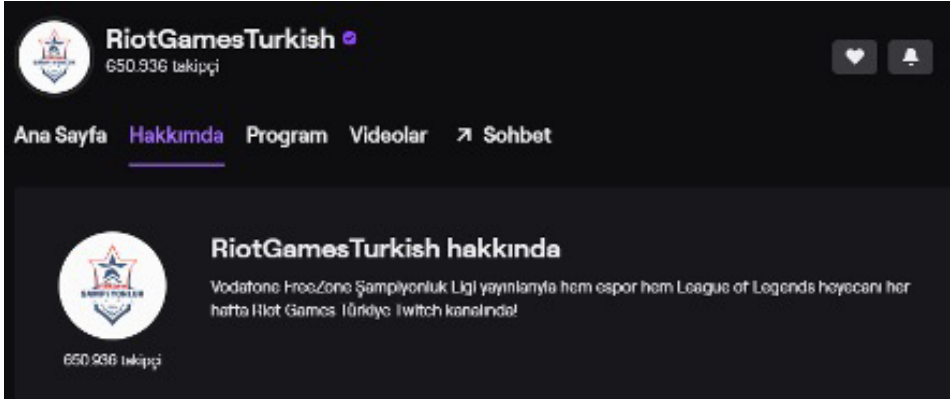 RiotGamesTurkish
650.936 takipçi
Ana Sayfa Hakkımda Program Videolar Sohbet
RiotGamesTurkish hakkında
Vodafone FreeZone Şampiyonluk Ligi yayınlarıyla hem espor hem League of Legends heyecanı her
hafta Riot Games Türkiye Twitch kanalında!
650.936 takipçi